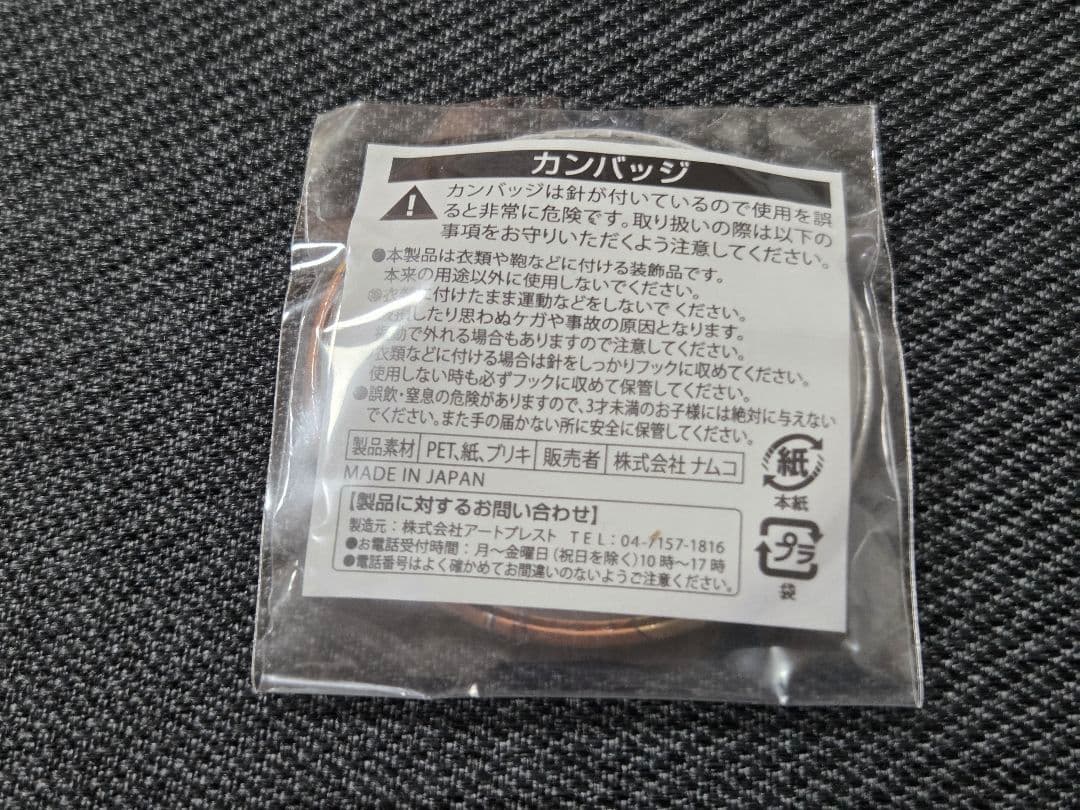 カンバッジ
カンバッジは針が付いているので使用を誤
ると非常に危険です。取り扱いの際は以下の
事項をお守りいただくよう注意してください。
●本製品は衣類や鞄などに付ける装飾品です。
本来の用途以外に使用しないでください。
に付けたまま運動などをしないでください。
したり思わぬケガや事故の原因となります。
で外れる場合もありますので注意してください。
衣類などに付ける場合は針をしっかりフックに収めてください。
使用しない時も必ずフックに収めて保管してください。
●誤飲・窒息の危険がありますので、3才未満のお子様には絶対に与えない
でください。また手の届かない所に安全に保管してください。
製品素材 PET、紙、ブリキ 販売者 株式会社 ナムコ
MADE IN JAPAN
紙
本紙
【製品に対するお問い合わせ】
製造元：株式会社アートプレスト TEL：04-7157-1816
●お電話受付時間：月～金曜日（祝日を除く）10時～17時
●電話番号はよく確かめてお間違いのないようご注意ください。
プラ
袋